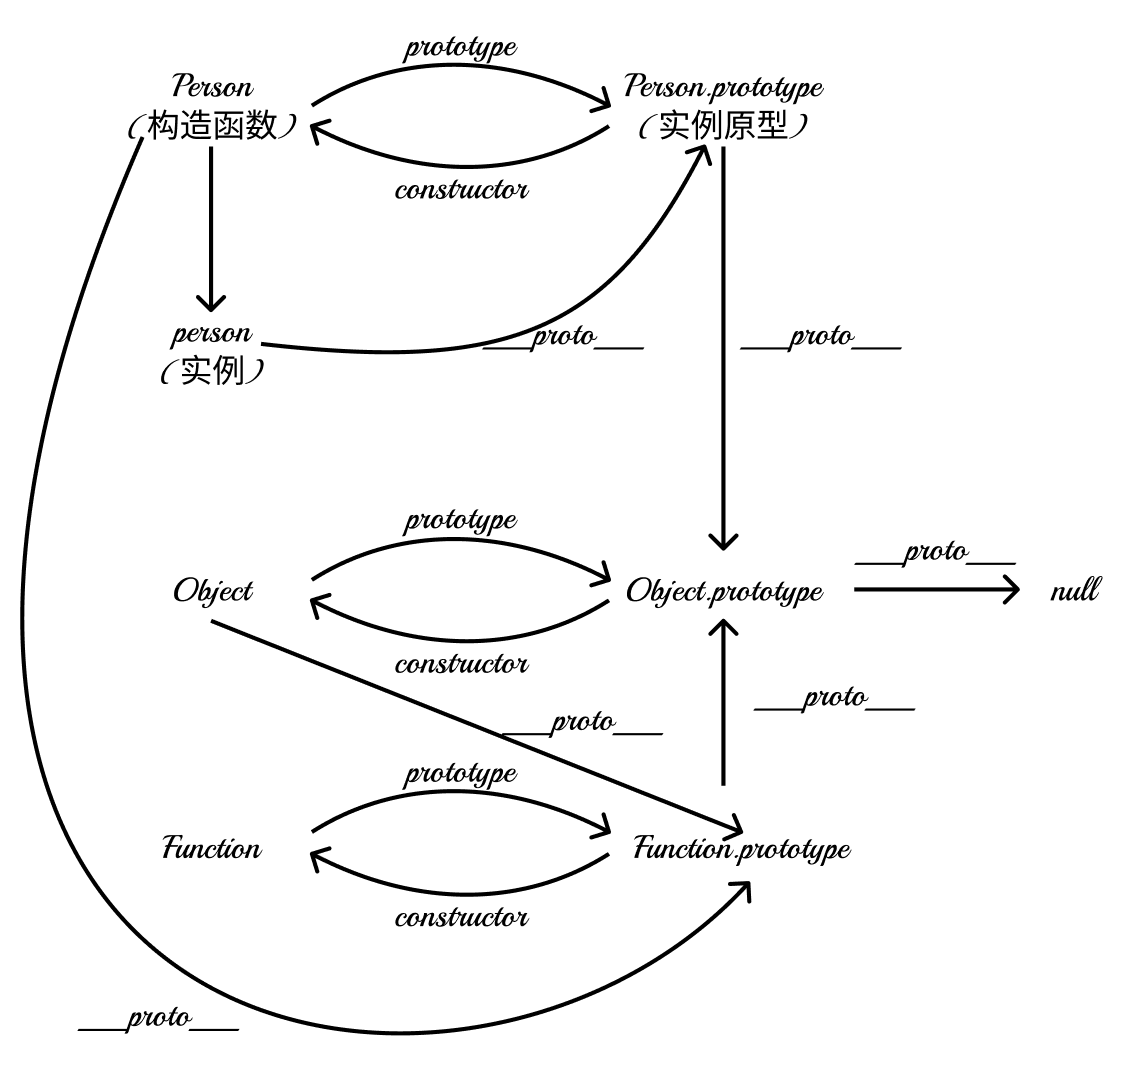 prototype
Person
(构造函数)
Person.prototype
(实例原型)
constructor
person
(实例)
__proto__
__proto__
prototype
Object
Object.prototype
__proto__
null
constructor
__proto__
__proto__
prototype
Function
Function.prototype
constructor
__proto__